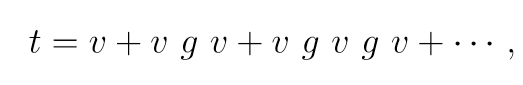 t = v + v g v + v g v g v + ⋯ ,